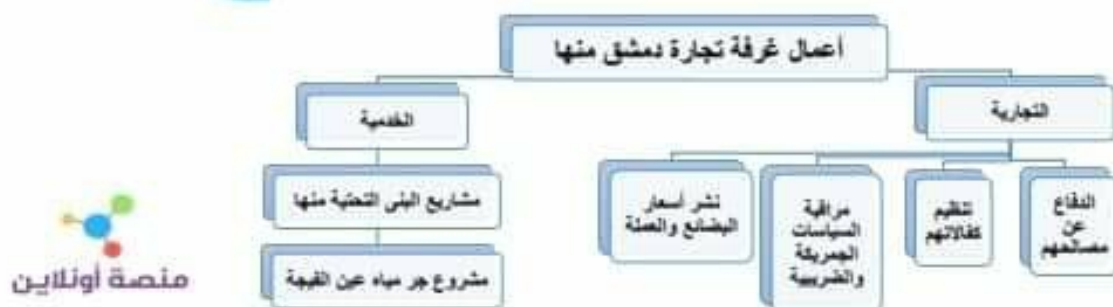 أعمال غرفة تجارة دمشق منها
التجارية
الخدمية
الدفاع
عن
مصالحهم
تنظيم
كفالاتهم
مراقبة
السياسات
الجمركية
والضريبية
نشر أسعار
البضائع والعملة
مشاريع البنى التحتية منها
مشروع جر مياه عين الفيجة
منصة أونلاين